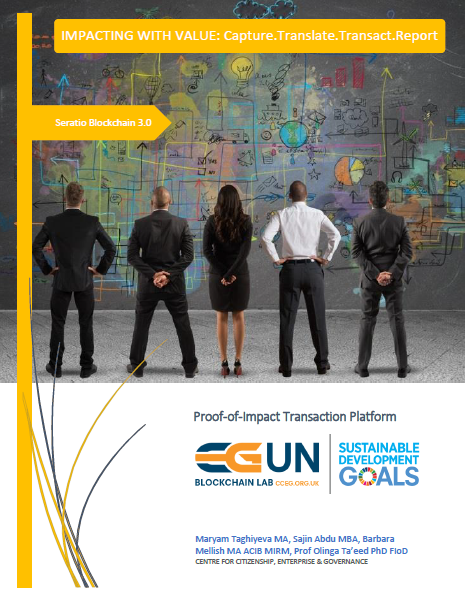 IMPACTING WITH VALUE: Capture.Translate.Transact.Report
Seratio Blockchain 3.0
Proof-of-Impact Transaction Platform
CCEG UN
BLOCKCHAIN LAB CCEG.ORG.UK
SUSTAINABLE
DEVELOPMENT
GOALS
Maryam Taghiyeva MA, Sajin Abdu MBA, Barbara
Mellish MA ACIB MIRM, Prof Olinga Ta'eed PhD FIoD
CENTRE FOR CITIZENSHIP, ENTERPRISE & GOVERNANCE